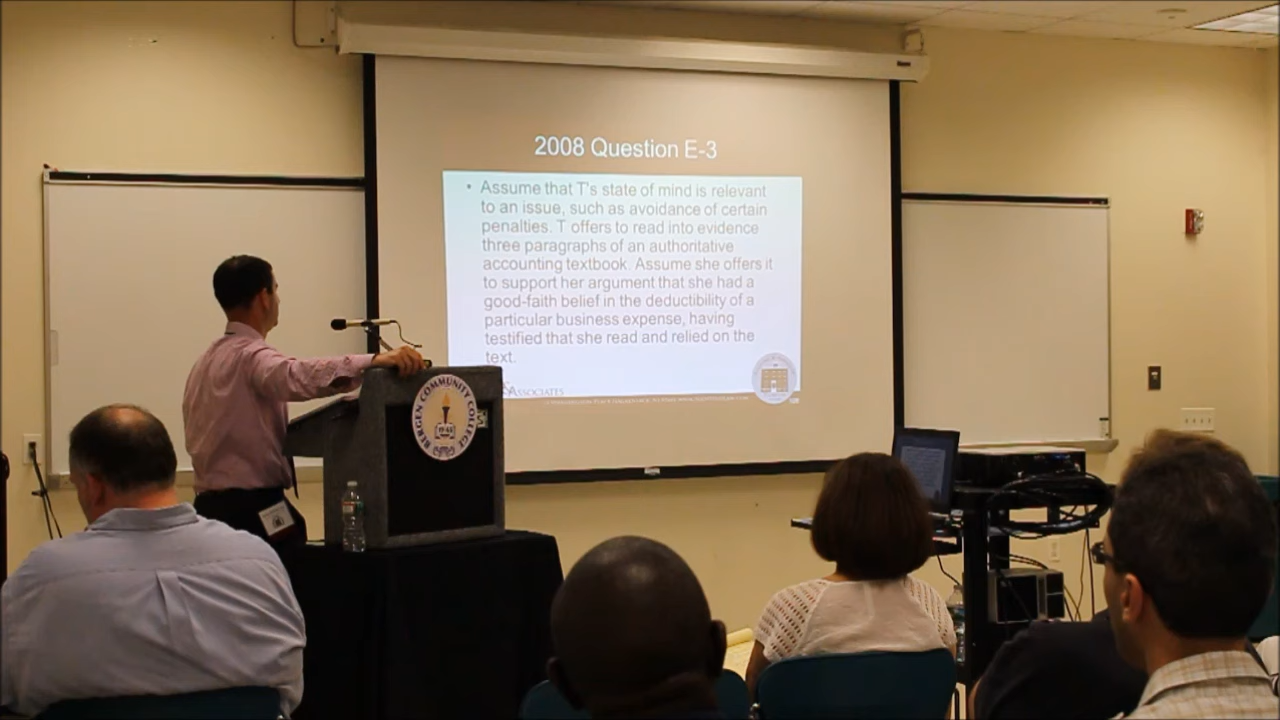 2008 Question E-3
• Assume that T's state of mind is relevant
to an issue, such as avoidance of certain
penalties. T offers to read into evidence
three paragraphs of an authoritative
accounting textbook. Assume she offers it
to support her argument that she had a
good-faith belief in the deductibility of a
particular business expense, having
testified that she read and relied on the
text.
& ASSOCIATES
BERGEN COMMUNITY COLLEGE